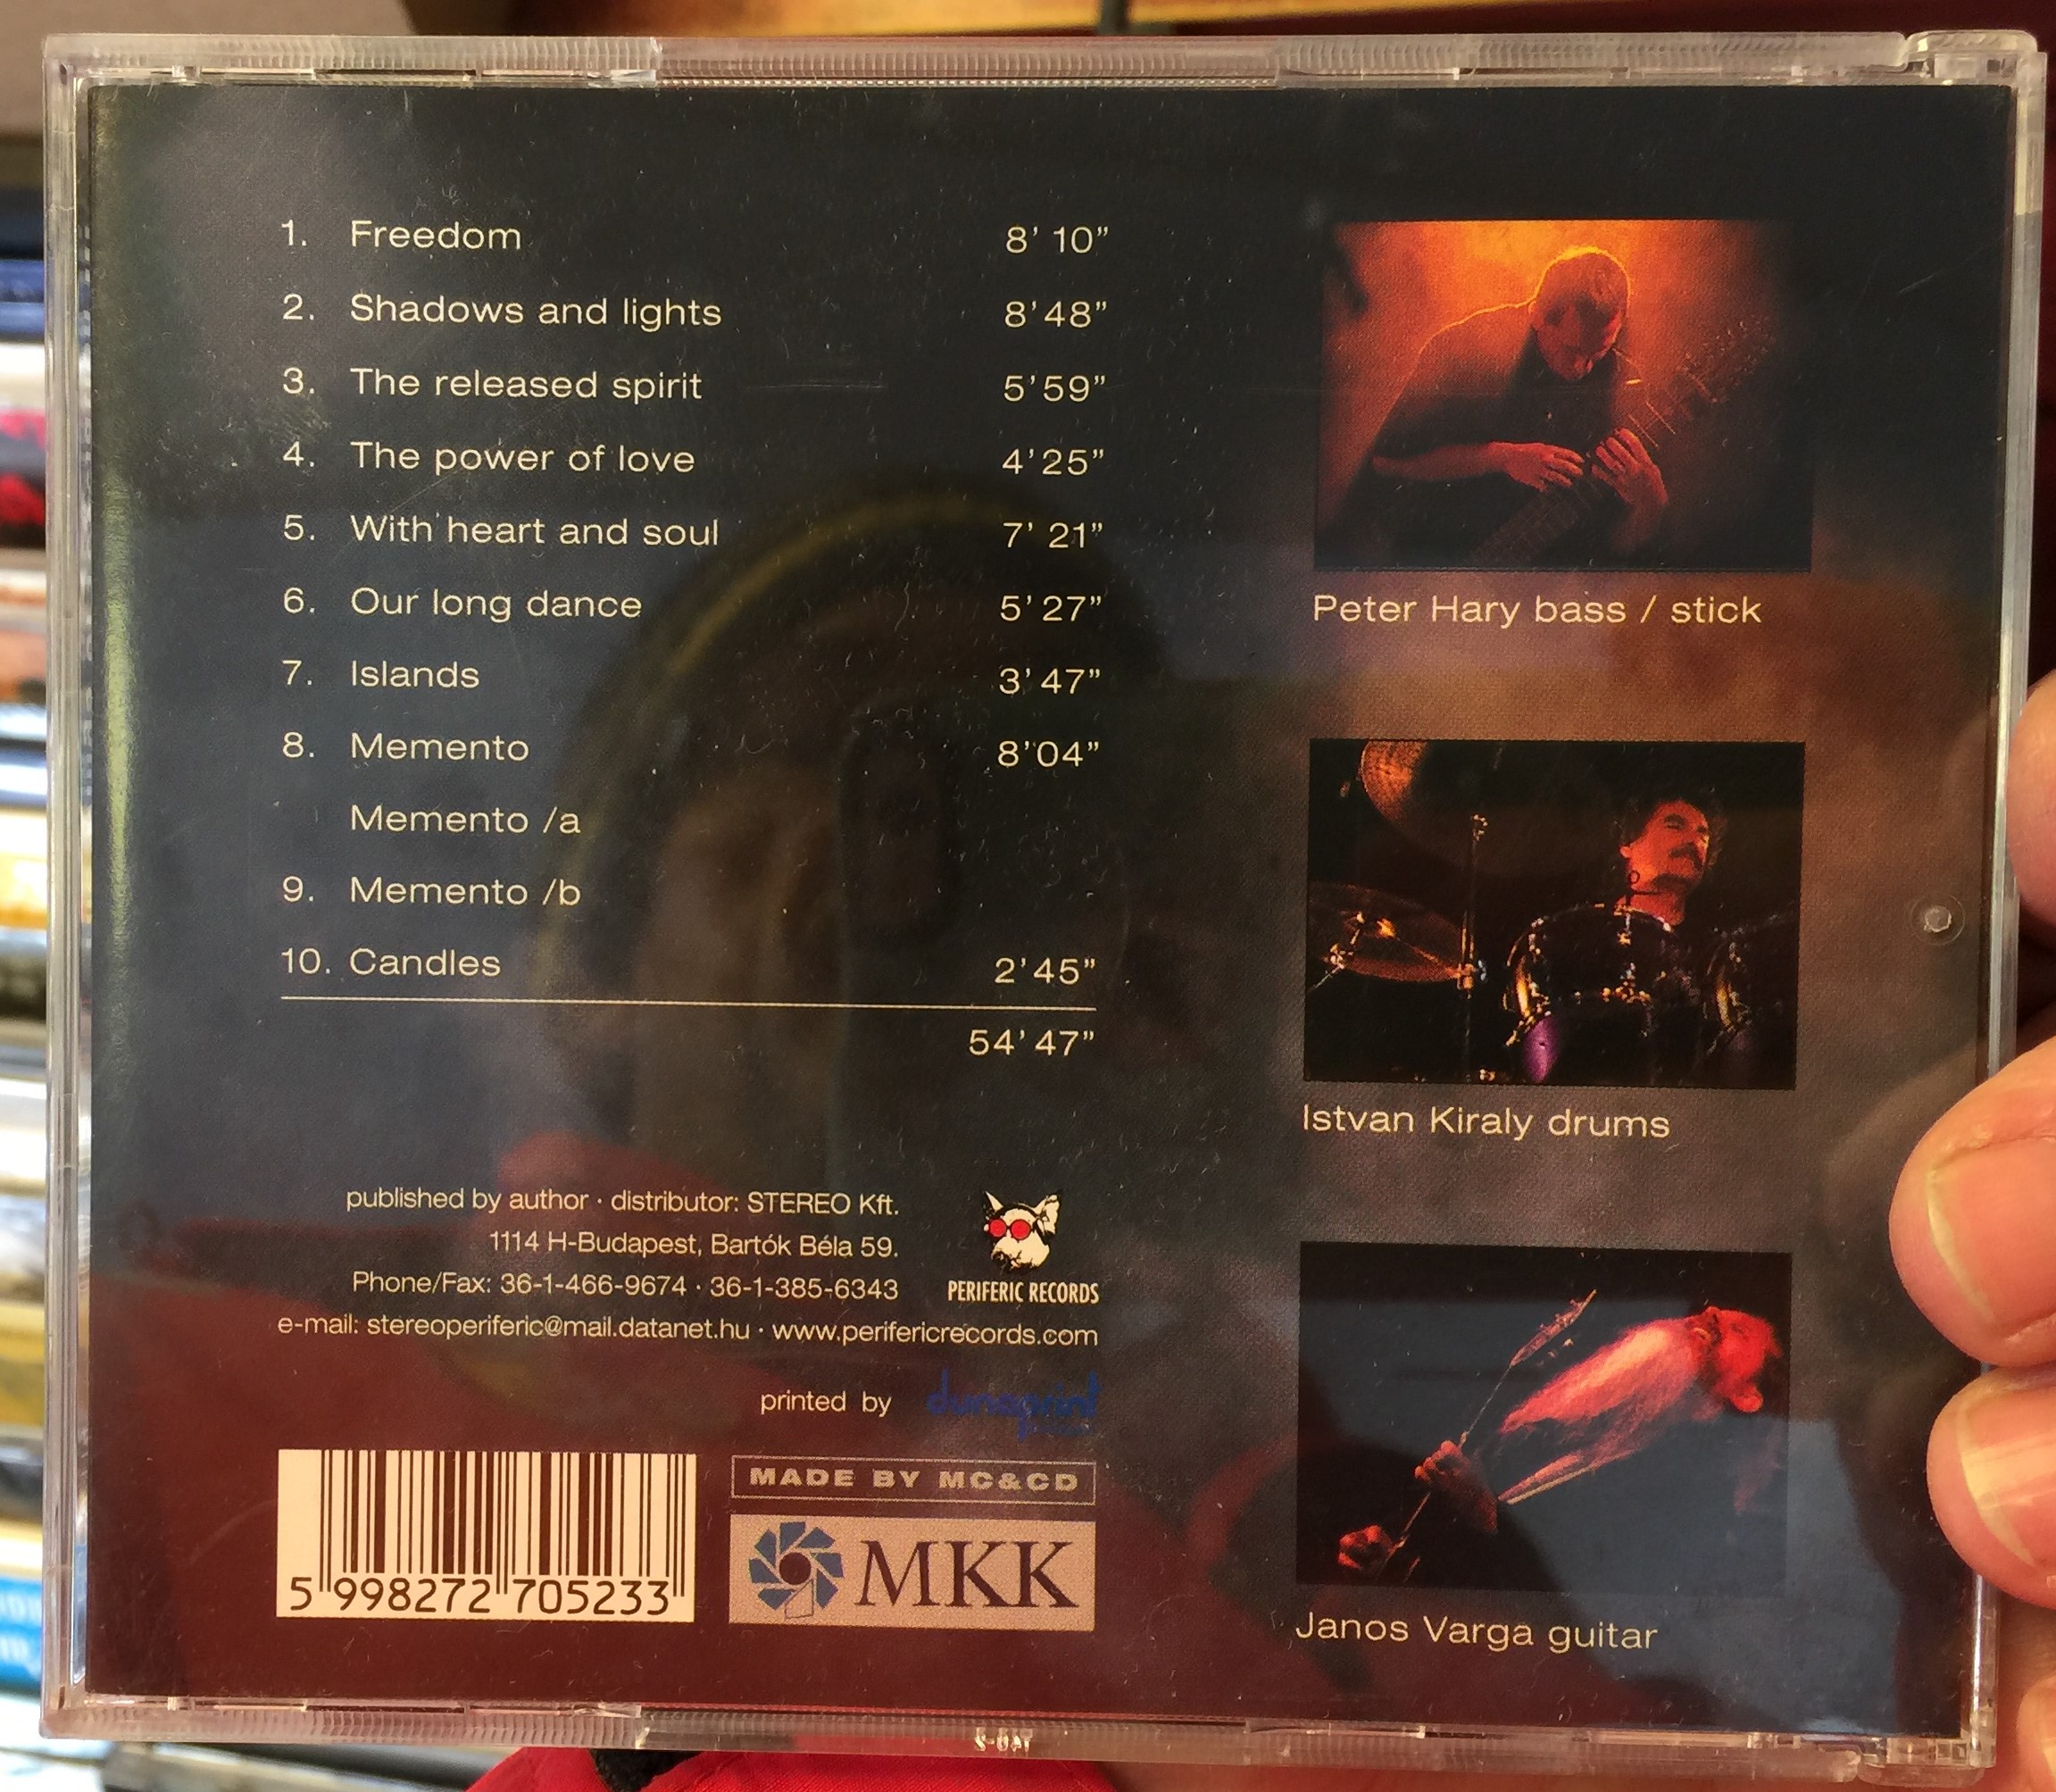 1. Freedom 8' 10"
2. Shadows and lights 8'48"
3. The released spirit 5'59"
4. The power of love 4'25"
5. With heart and soul 7' 21"
6. Our long dance 5' 27"
7. Islands 3' 47"
8. Memento 8'04"
Memento /a
9. Memento /b
10. Candles 2'45"
54' 47"
Peter Hary bass / stick
Istvan Kiraly drums
Janos Varga guitar
published by author · distributor: STEREO Kft.
1114 H-Budapest, Bartók Béla 59.
Phone/Fax: 36-1-466-9674 · 36-1-385-6343
e-mail: stereoperiferic@mail.datanet.hu · www.perifericrecords.com
PERIFERIC RECORDS
printed by dunaprint
MADE BY MC&CD
MKK
5 998272 705233